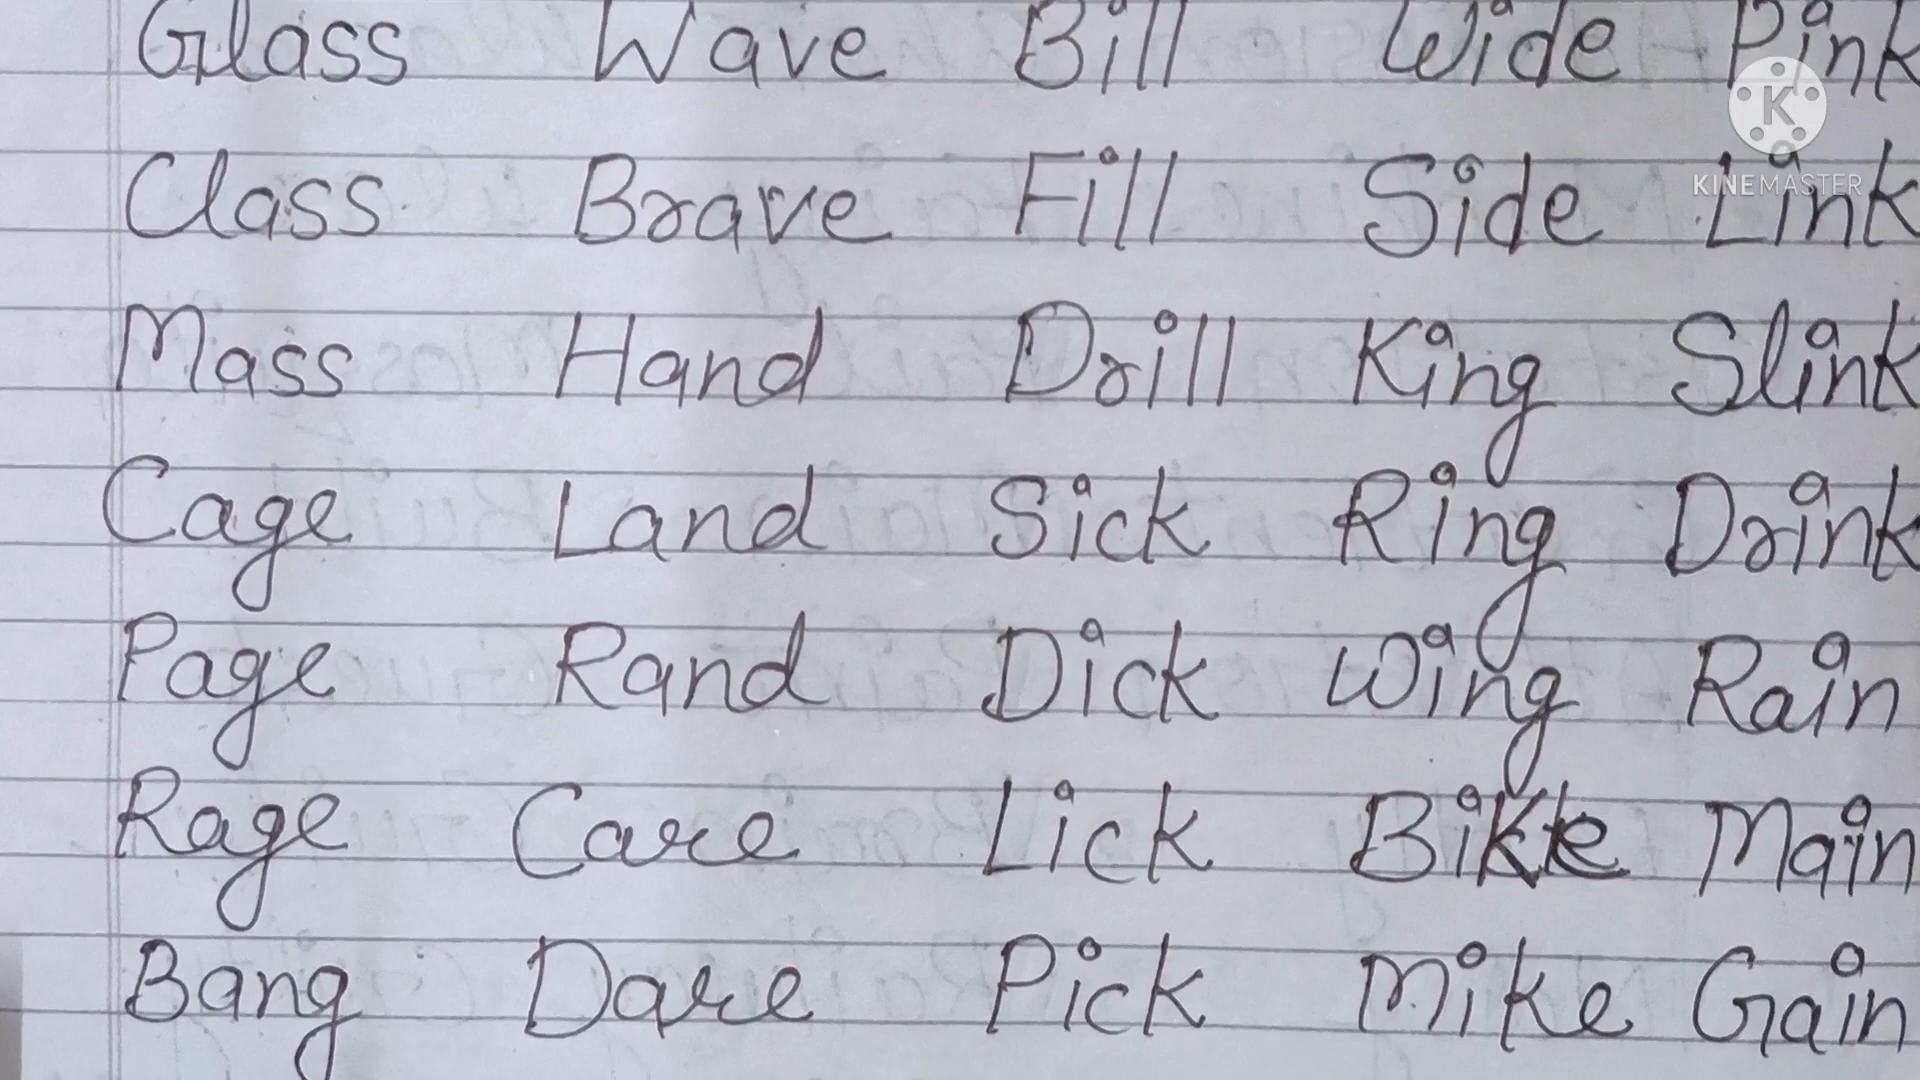 Glass Wave Bill Wide Pink
Class Brave Fill Side Link
Mass Hand Drill King Slink
Cage Land Sick Ring Drink
Page Rand Dick Wing Rain
Rage Care Lick Bike Main
Bang Dare Pick Mike Gain
K
KINEMASTER